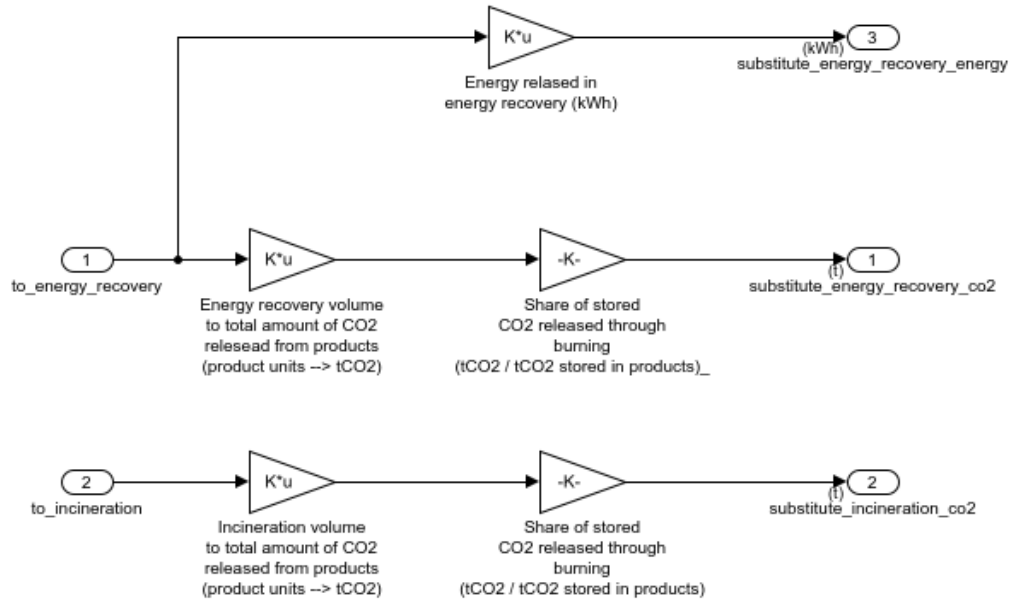 K*u
3
(kWh)
substitute_energy_recovery_energy
Energy relased in
energy recovery (kWh)
1
to_energy_recovery
K*u
Energy recovery volume
to total amount of CO2
relesead from products
(product units --> tCO2)
-K-
Share of stored
CO2 released through
burning
(tCO2 / tCO2 stored in products)_
1
(t)
substitute_energy_recovery_co2
2
to_incineration
K*u
Incineration volume
to total amount of CO2
released from products
(product units --> tCO2)
-K-
Share of stored
CO2 released through
burning
(tCO2 / tCO2 stored in products)
2
(t)
substitute_incineration_co2